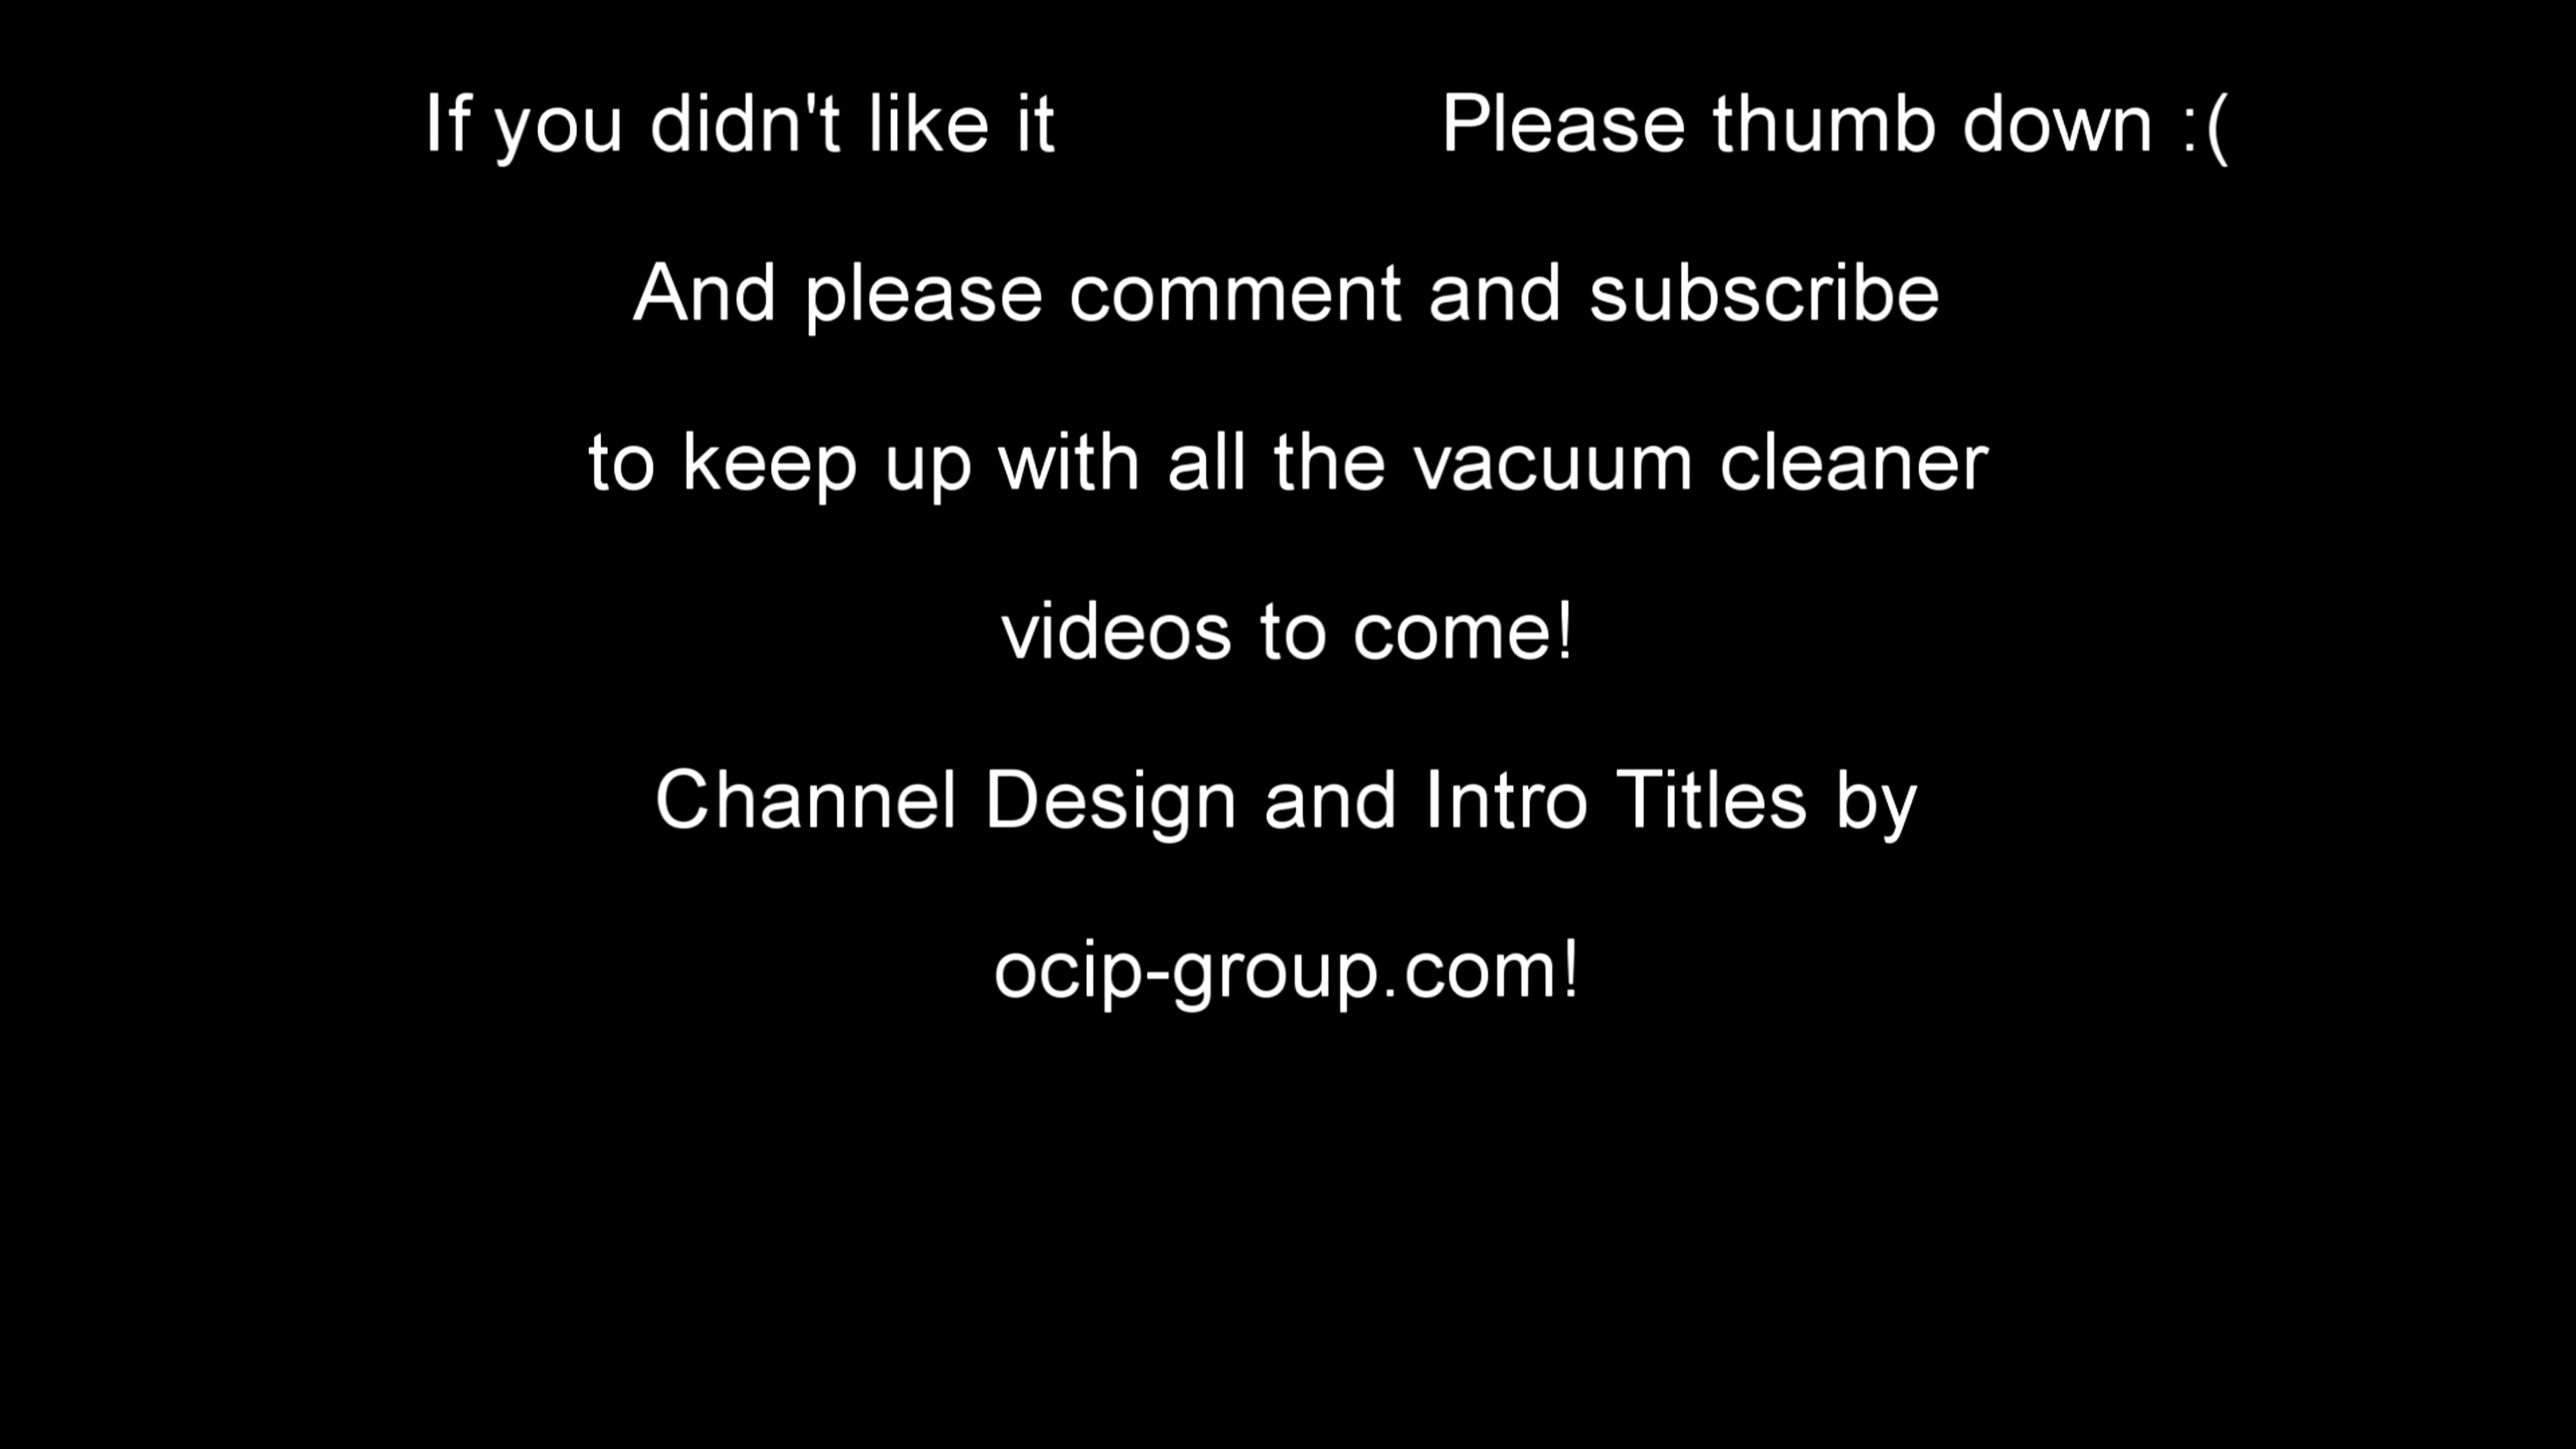 If you didn't like it Please thumb down :(
And please comment and subscribe
to keep up with all the vacuum cleaner
videos to come!
Channel Design and Intro Titles by
ocip-group.com!